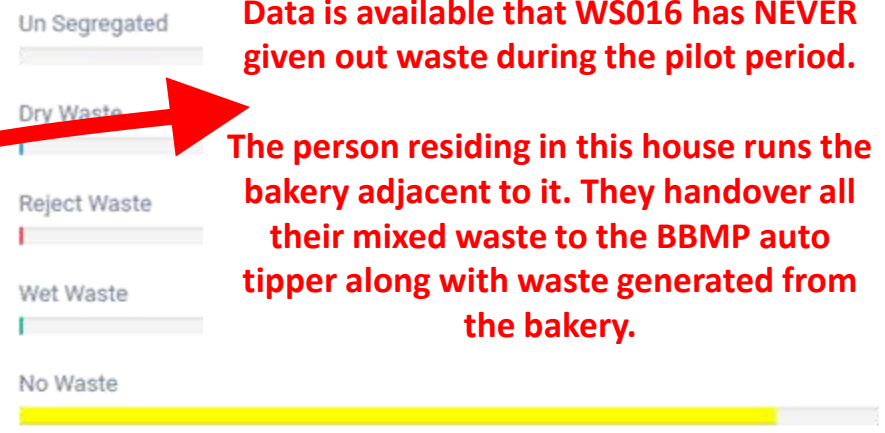 Un Segregated
Data is available that WS016 has NEVER
given out waste during the pilot period.
Dry Waste
The person residing in this house runs the
bakery adjacent to it. They handover all
their mixed waste to the BBMP auto
tipper along with waste generated from
the bakery.
Reject Waste
Wet Waste
No Waste